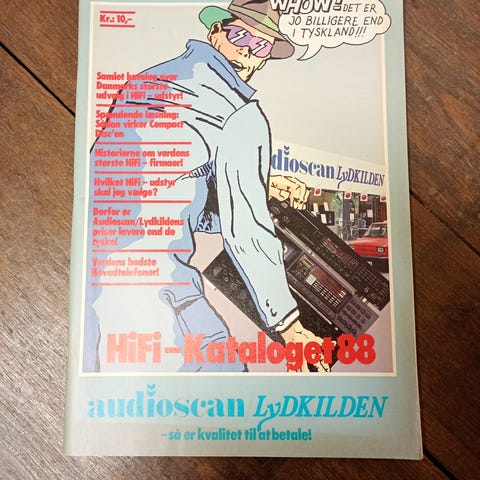 Kr.: 10,-
WHOW! DET ER
JO BILLIGERE END
I TYSKLAND!!!
Samlet katalog over
Danmarks største
udvalg i HiFi – udstyr!
Spændende læsning:
Sådan virker Compact
Disc'en
Historierne om verdens
største HiFi – firmaer!
Hvilket HiFi – udstyr
skal jeg vælge?
Derfor er
Audioscan/Lydkildens
priser lavere end de
tyske!
Verdens bedste
Hovedtelefoner!
audioscan LyDKILDEN
HiFi – Kataloget 88
audioscan/LyDKILDEN
–så er kvalitet til at betale!